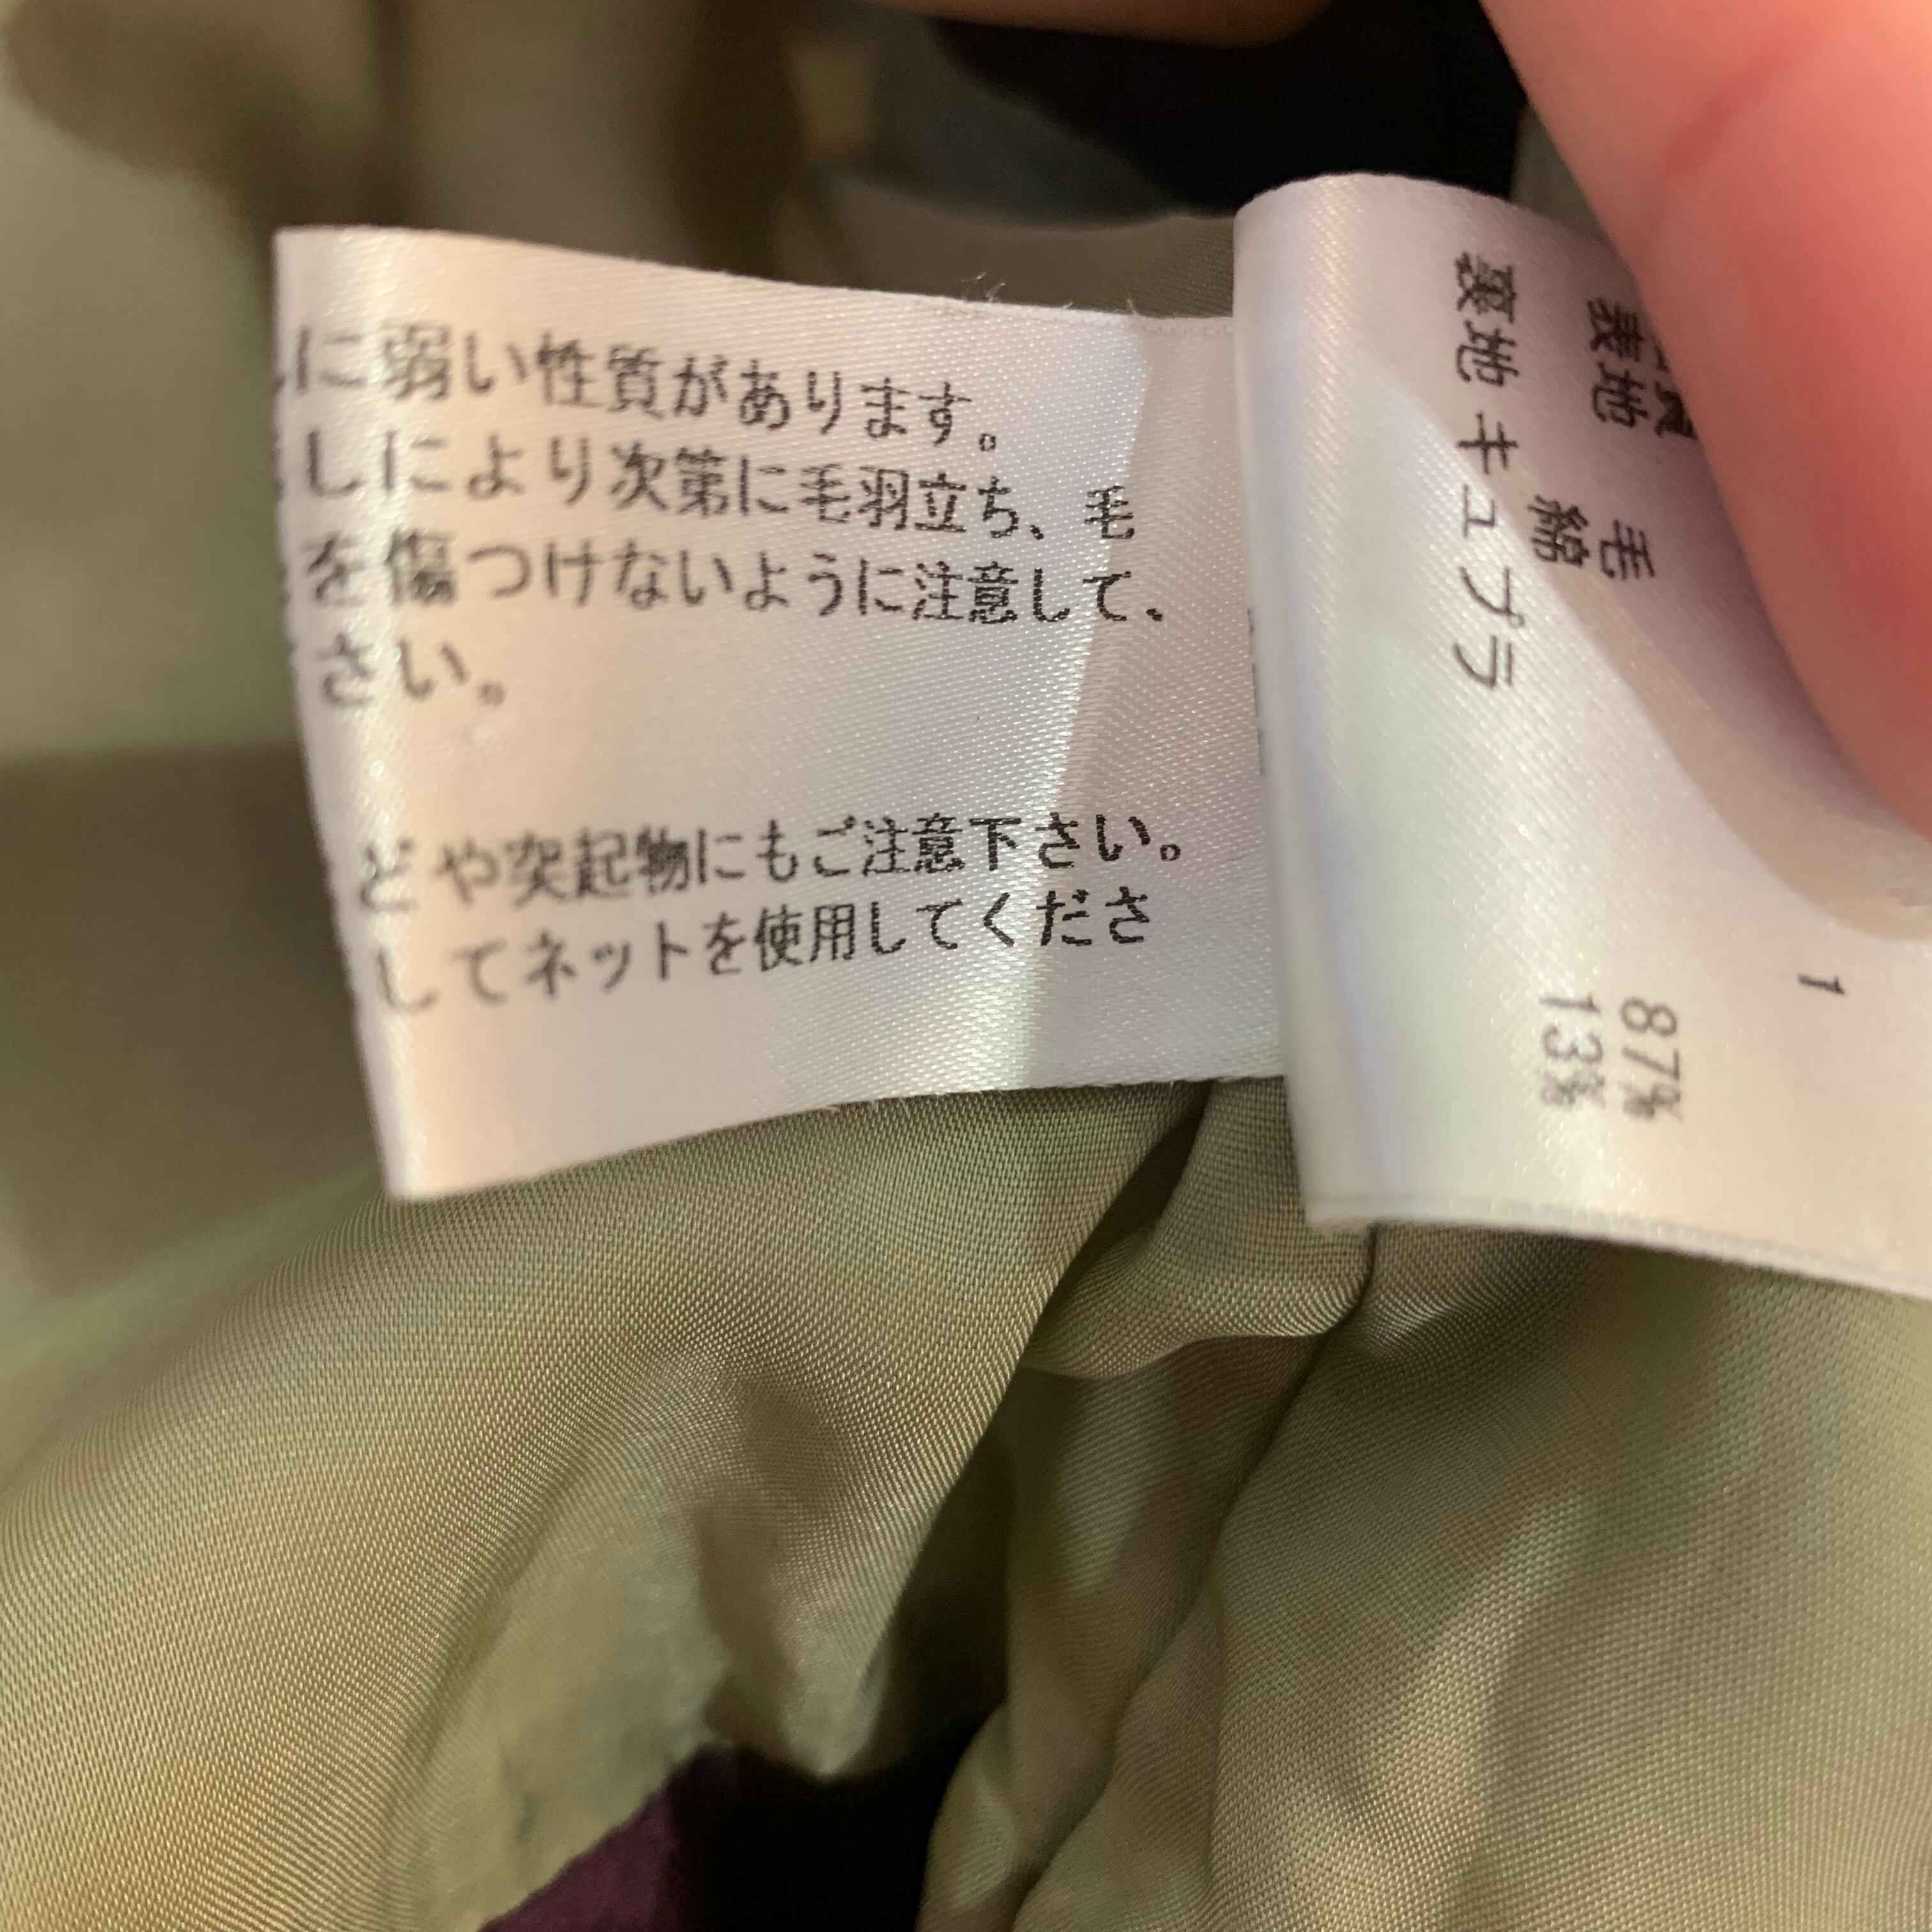 に弱い性質があります。
しにより次第に毛羽立ち、毛
を傷つけないように注意して、
さい。
どや突起物にもご注意下さい。
してネットを使用してくださ
1
表地 毛 87%
綿 13%
裏地 キュプラ